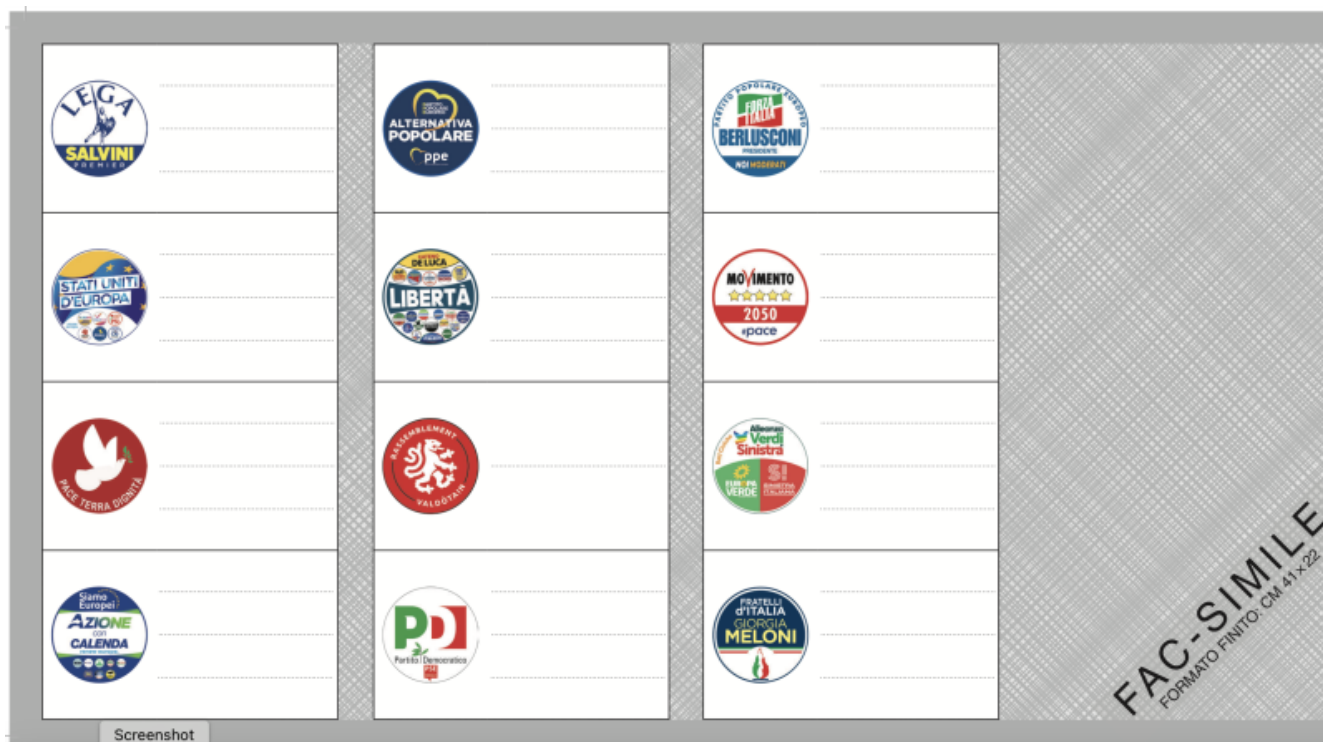 LEGA
SALVINI
PREMIER
PARTITO
POPOLARE
EUROPEO
ALTERNATIVA
POPOLARE
ppe
PARTITO POPOLARE EUROPEO
FORZA
ITALIA
BERLUSCONI
PRESIDENTE
NOI MODERATI
STATI UNITI
D'EUROPA
DE LUCA
LIBERTÀ
MOVIMENTO
2050
pace
PACE TERRA DIGNITÀ
RASSEMBLEMENT
VALDÔTAIN
Alleanza
Verdi
Sinistra
EUROPA
VERDE
SI
SINISTRA
ITALIANA
Siamo
Europei
AZIONE
con
CALENDA
PD
Partito Democratico
FRATELLI
d'ITALIA
GIORGIA
MELONI
FAC-SIMILE
FORMATO FINITO: CM 41×22
Screenshot